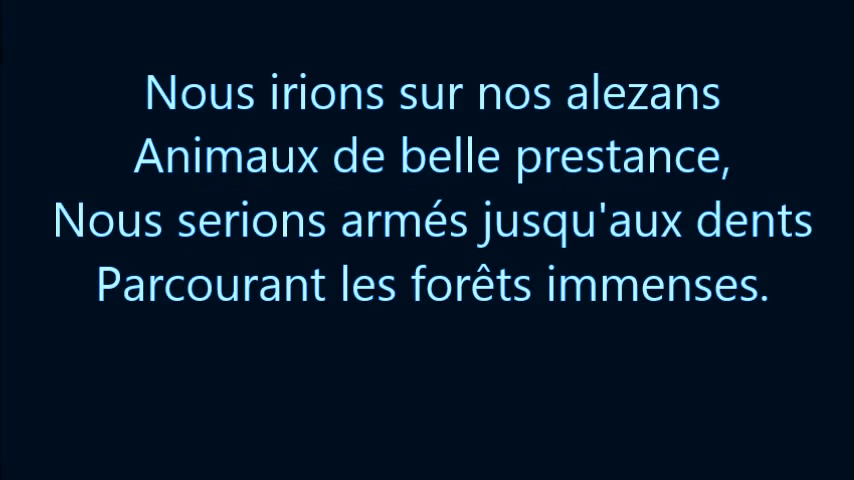 Nous irions sur nos alezans
Animaux de belle prestance,
Nous serions armés jusqu'aux dents
Parcourant les forêts immenses.